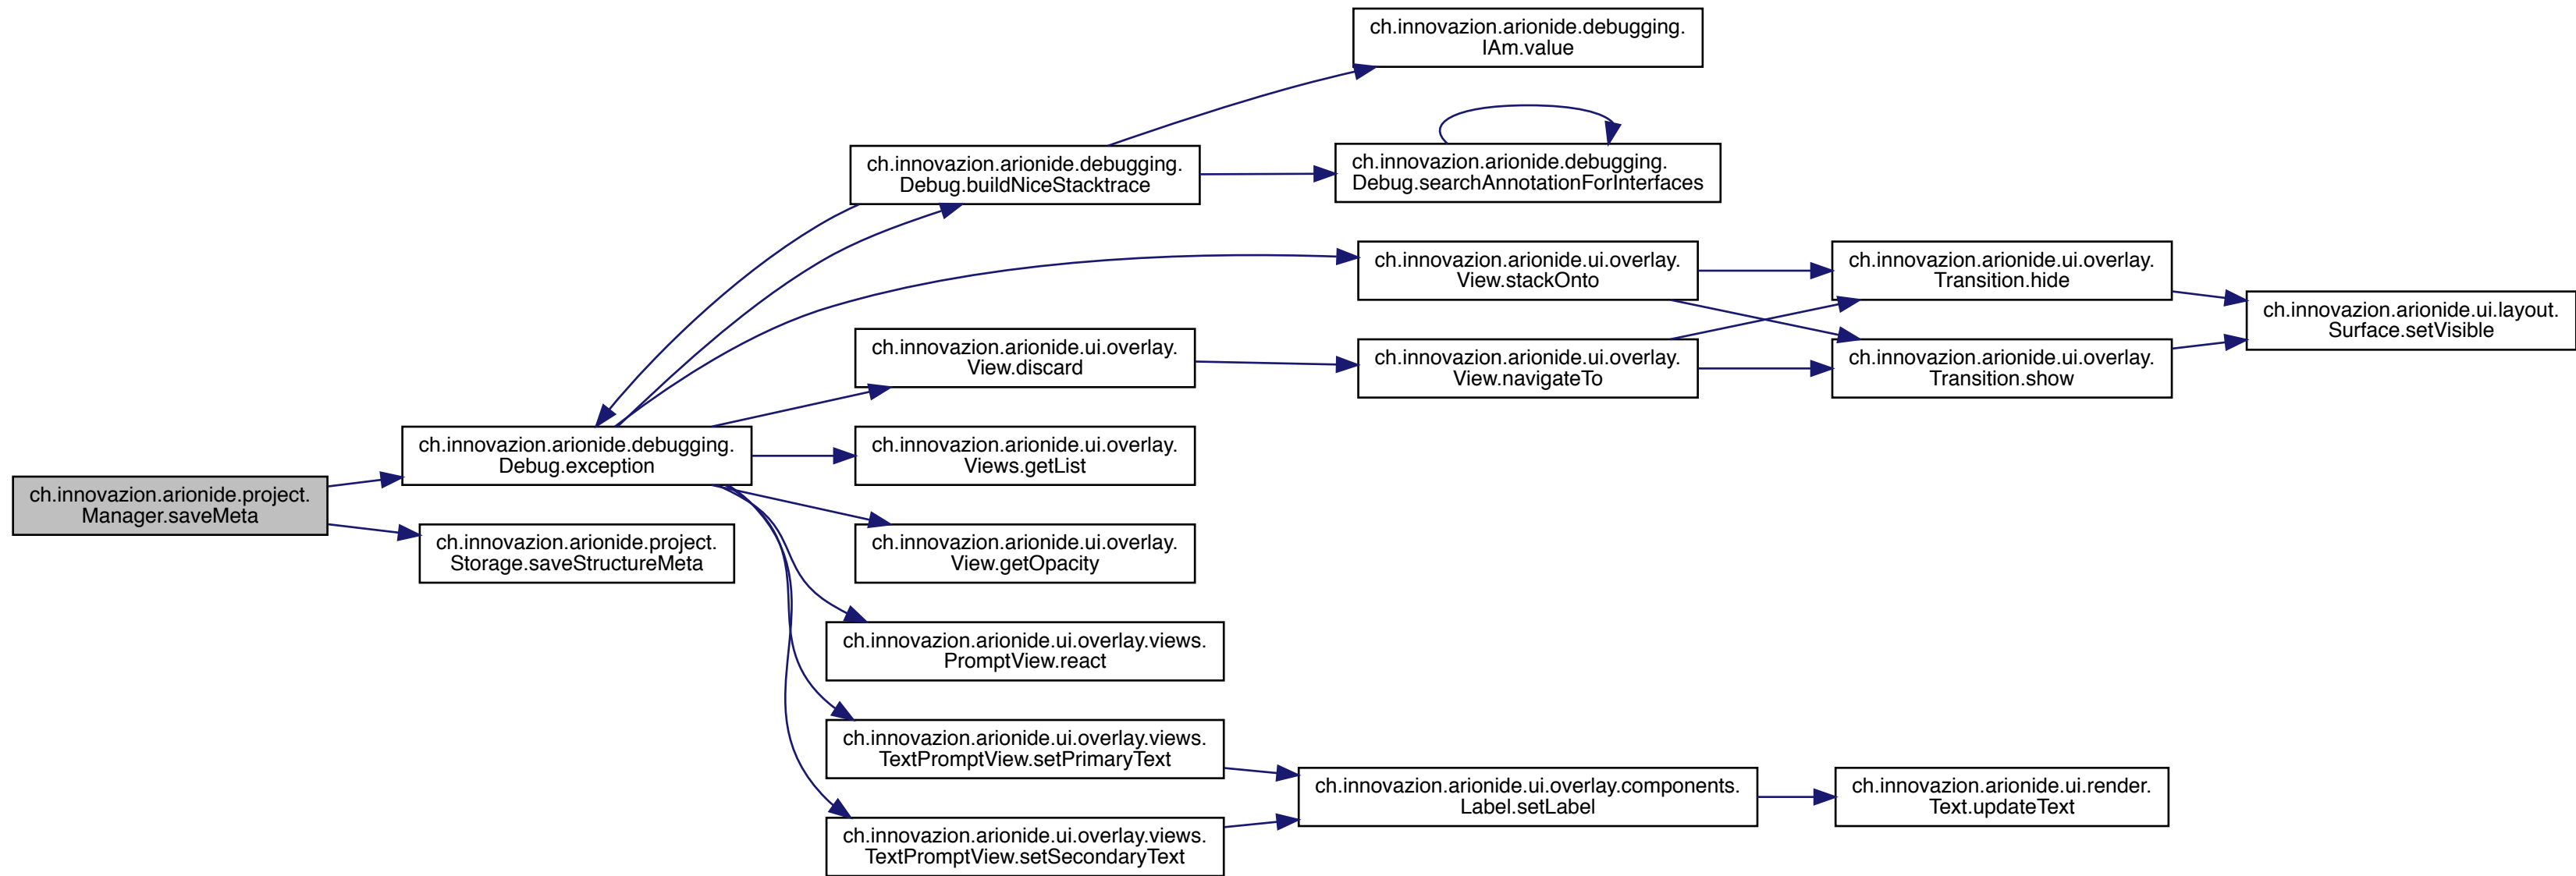 ch.innovazion.arionide.project.
Manager.saveMeta
ch.innovazion.arionide.debugging.
Debug.exception
ch.innovazion.arionide.project.
Storage.saveStructureMeta
ch.innovazion.arionide.debugging.
Debug.buildNiceStacktrace
ch.innovazion.arionide.ui.overlay.
View.discard
ch.innovazion.arionide.ui.overlay.
Views.getList
ch.innovazion.arionide.ui.overlay.
View.getOpacity
ch.innovazion.arionide.ui.overlay.views.
PromptView.react
ch.innovazion.arionide.ui.overlay.views.
TextPromptView.setPrimaryText
ch.innovazion.arionide.ui.overlay.views.
TextPromptView.setSecondaryText
ch.innovazion.arionide.debugging.
IAm.value
ch.innovazion.arionide.debugging.
Debug.searchAnnotationForInterfaces
ch.innovazion.arionide.ui.overlay.
View.stackOnto
ch.innovazion.arionide.ui.overlay.
View.navigateTo
ch.innovazion.arionide.ui.overlay.components.
Label.setLabel
ch.innovazion.arionide.ui.overlay.
Transition.hide
ch.innovazion.arionide.ui.overlay.
Transition.show
ch.innovazion.arionide.ui.render.
Text.updateText
ch.innovazion.arionide.ui.layout.
Surface.setVisible